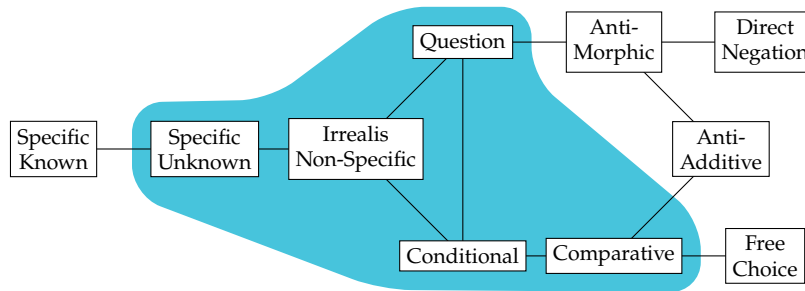 Question
Anti-
Morphic
Direct
Negation
Specific
Known
Specific
Unknown
Irrealis
Non-Specific
Anti-
Additive
Conditional
Comparative
Free
Choice